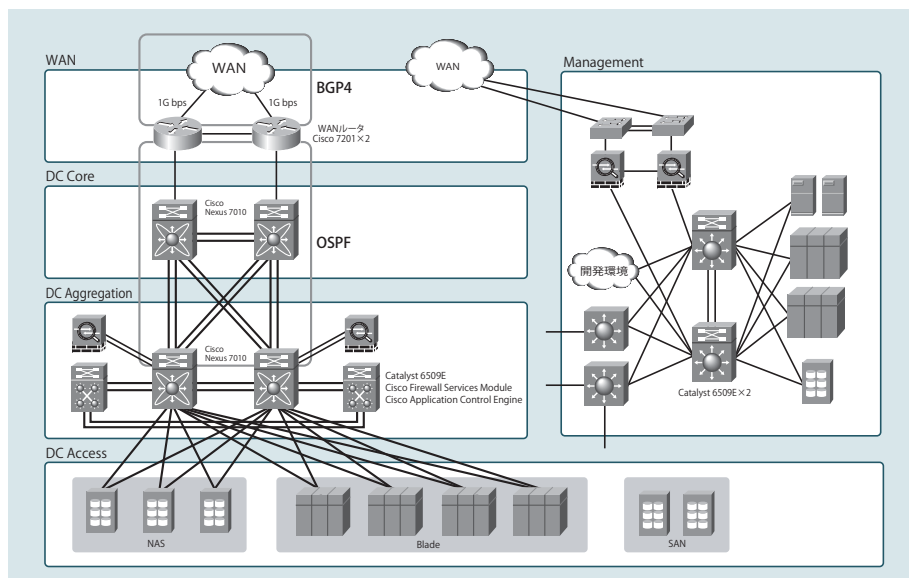 WAN
WAN
BGP4
1G bps
1G bps
WANルータ
Cisco 7201×2
WAN
Management
DC Core
Cisco
Nexus 7010
OSPF
開発環境
DC Aggregation
Cisco
Nexus 7010
Catalyst 6509E
Cisco Firewall Services Module
Cisco Application Control Engine
Catalyst 6509E×2
DC Access
NAS
Blade
SAN